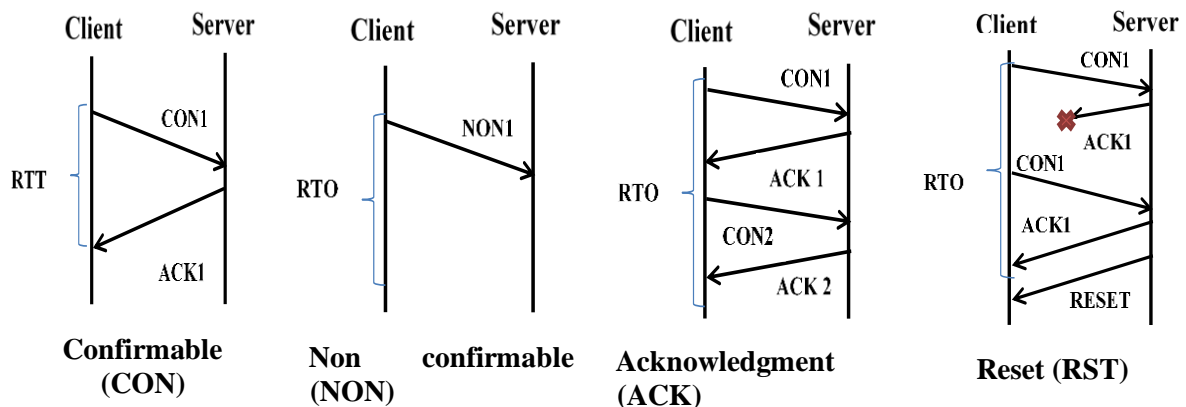 Client Server
CON1
RTT
ACK1
Confirmable
(CON)
Client Server
NON1
RTO
Non confirmable
(NON)
Client Server
CON1
ACK 1
RTO
CON2
ACK 2
Acknowledgment
(ACK)
Client Server
CON1
ACK1
CON1
RTO
ACK1
RESET
Reset (RST)